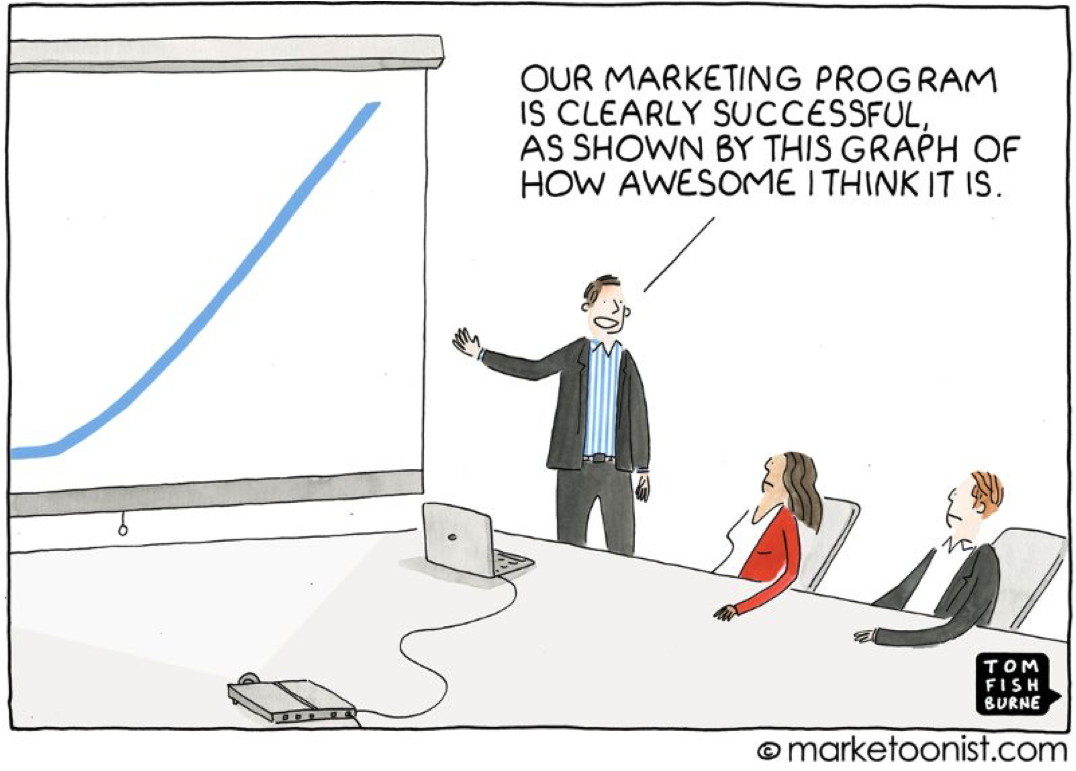 OUR MARKETING PROGRAM
IS CLEARLY SUCCESSFUL,
AS SHOWN BY THIS GRAPH OF
HOW AWESOME I THINK IT IS.
TOM
FISH
BURNE
© marketoonist.com